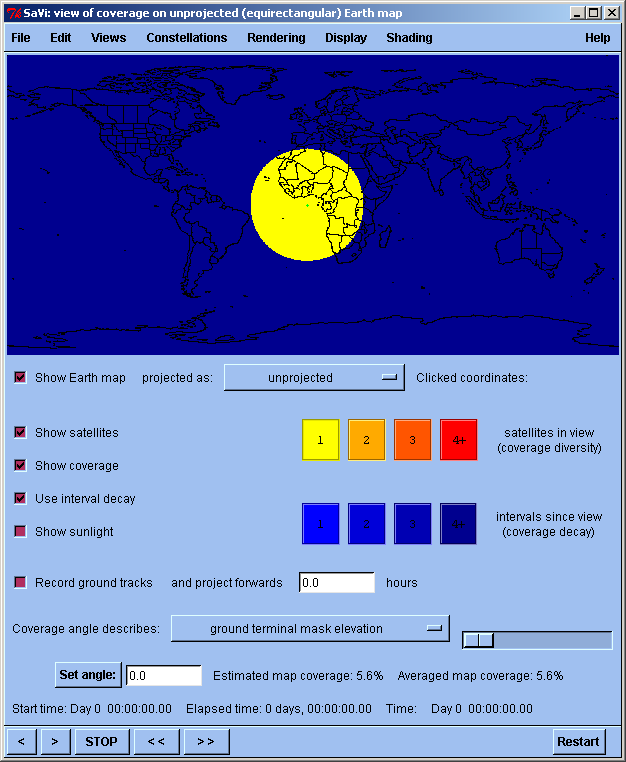 SaVi: view of coverage on unprojected (equirectangular) Earth map
File Edit Views Constellations Rendering Display Shading Help
Show Earth map projected as: unprojected Clicked coordinates:
Show satellites
1 2 3 4+ satellites in view
(coverage diversity)
Show coverage
Use interval decay
1 2 3 4+ intervals since view
(coverage decay)
Show sunlight
Record ground tracks and project forwards 0.0 hours
Coverage angle describes: ground terminal mask elevation
Set angle: 0.0 Estimated map coverage: 5.6% Averaged map coverage: 5.6%
Start time: Day 0 00:00:00.00 Elapsed time: 0 days, 00:00:00.00 Time: Day 0 00:00:00.00
< > STOP << >> Restart